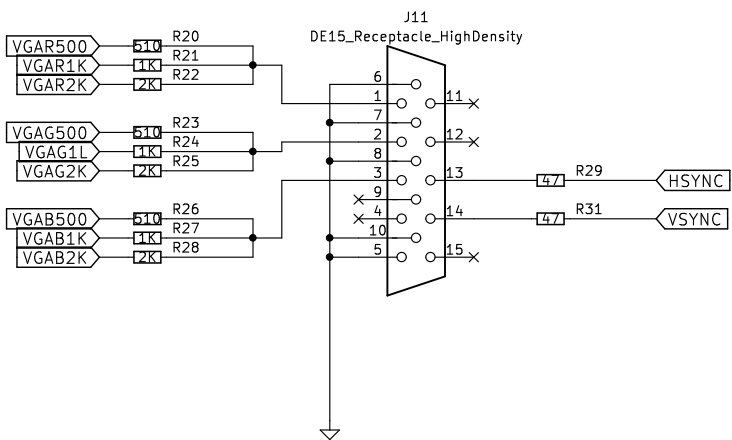 J11
DE15_Receptacle_HighDensity
VGAR500 510 R20
VGAR1K 1K R21
VGAR2K 2K R22
VGAG500 510 R23
VGAG1L 1K R24
VGAG2K 2K R25
VGAB500 510 R26
VGAB1K 1K R27
VGAB2K 2K R28
6
1 11
7
2 12
8
3 13 47 R29 HSYNC
9
4 14 47 R31 VSYNC
10
5 15